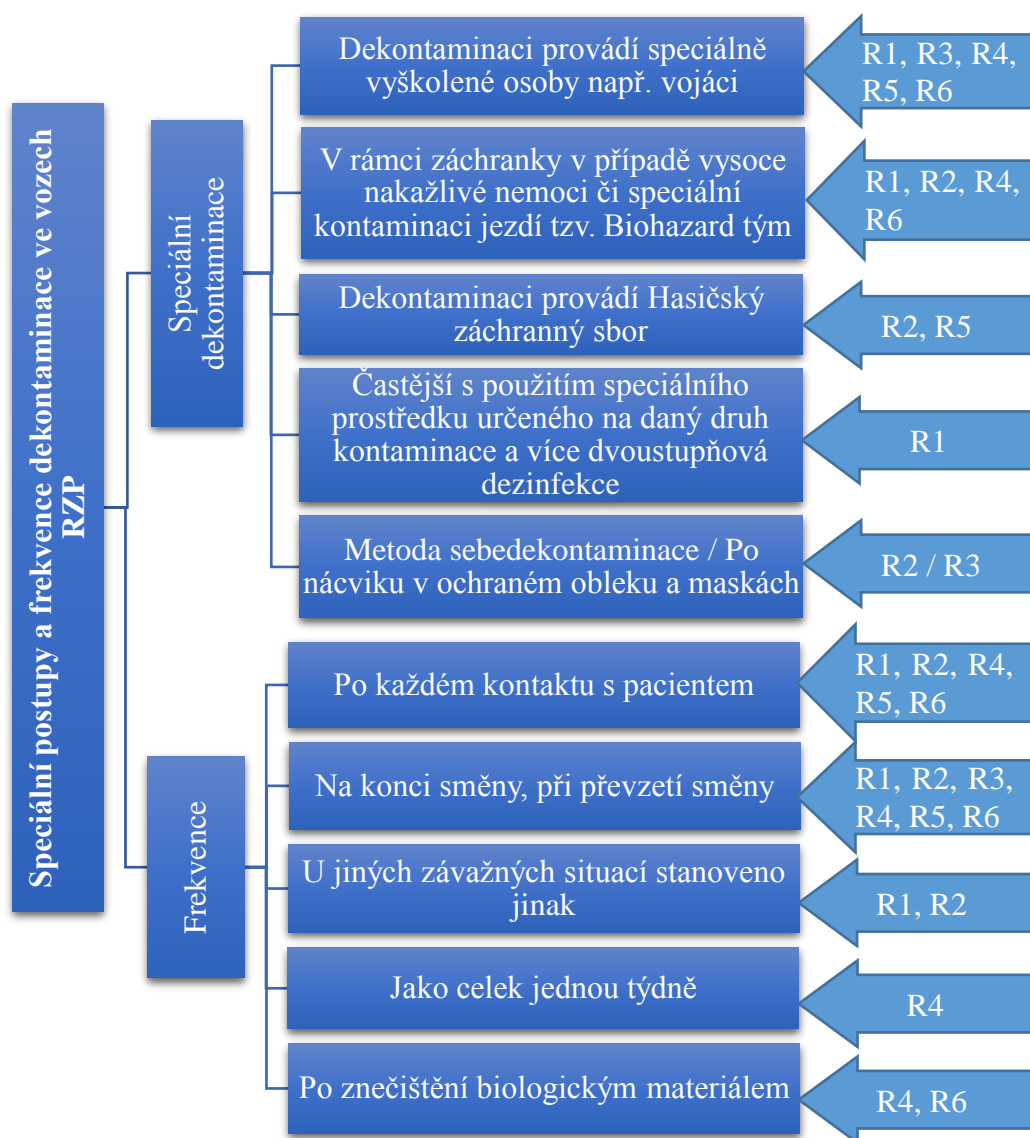 Speciální postupy a frekvence dekontaminace ve vozech
RZP
Speciální
dekontaminace
Dekontaminaci provádí speciálně
vyškolené osoby např. vojáci
R1, R3, R4,
R5, R6
V rámci záchranky v případě vysoce
nakažlivé nemoci či speciální
kontaminaci jezdí tzv. Biohazard tým
R1, R2, R4,
R6
Dekontaminaci provádí Hasičský
záchranný sbor
R2, R5
Častější s použitím speciálního
prostředku určeného na daný druh
kontaminace a více dvoustupňová
dezinfekce
R1
Metoda sebedekontaminace / Po
nácviku v ochraném obleku a maskách
R2 / R3
Frekvence
Po každém kontaktu s pacientem
R1, R2, R4,
R5, R6
Na konci směny, při převzetí směny
R1, R2, R3,
R4, R5, R6
U jiných závažných situací stanoveno
jinak
R1, R2
Jako celek jednou týdně
R4
Po znečištění biologickým materiálem
R4, R6